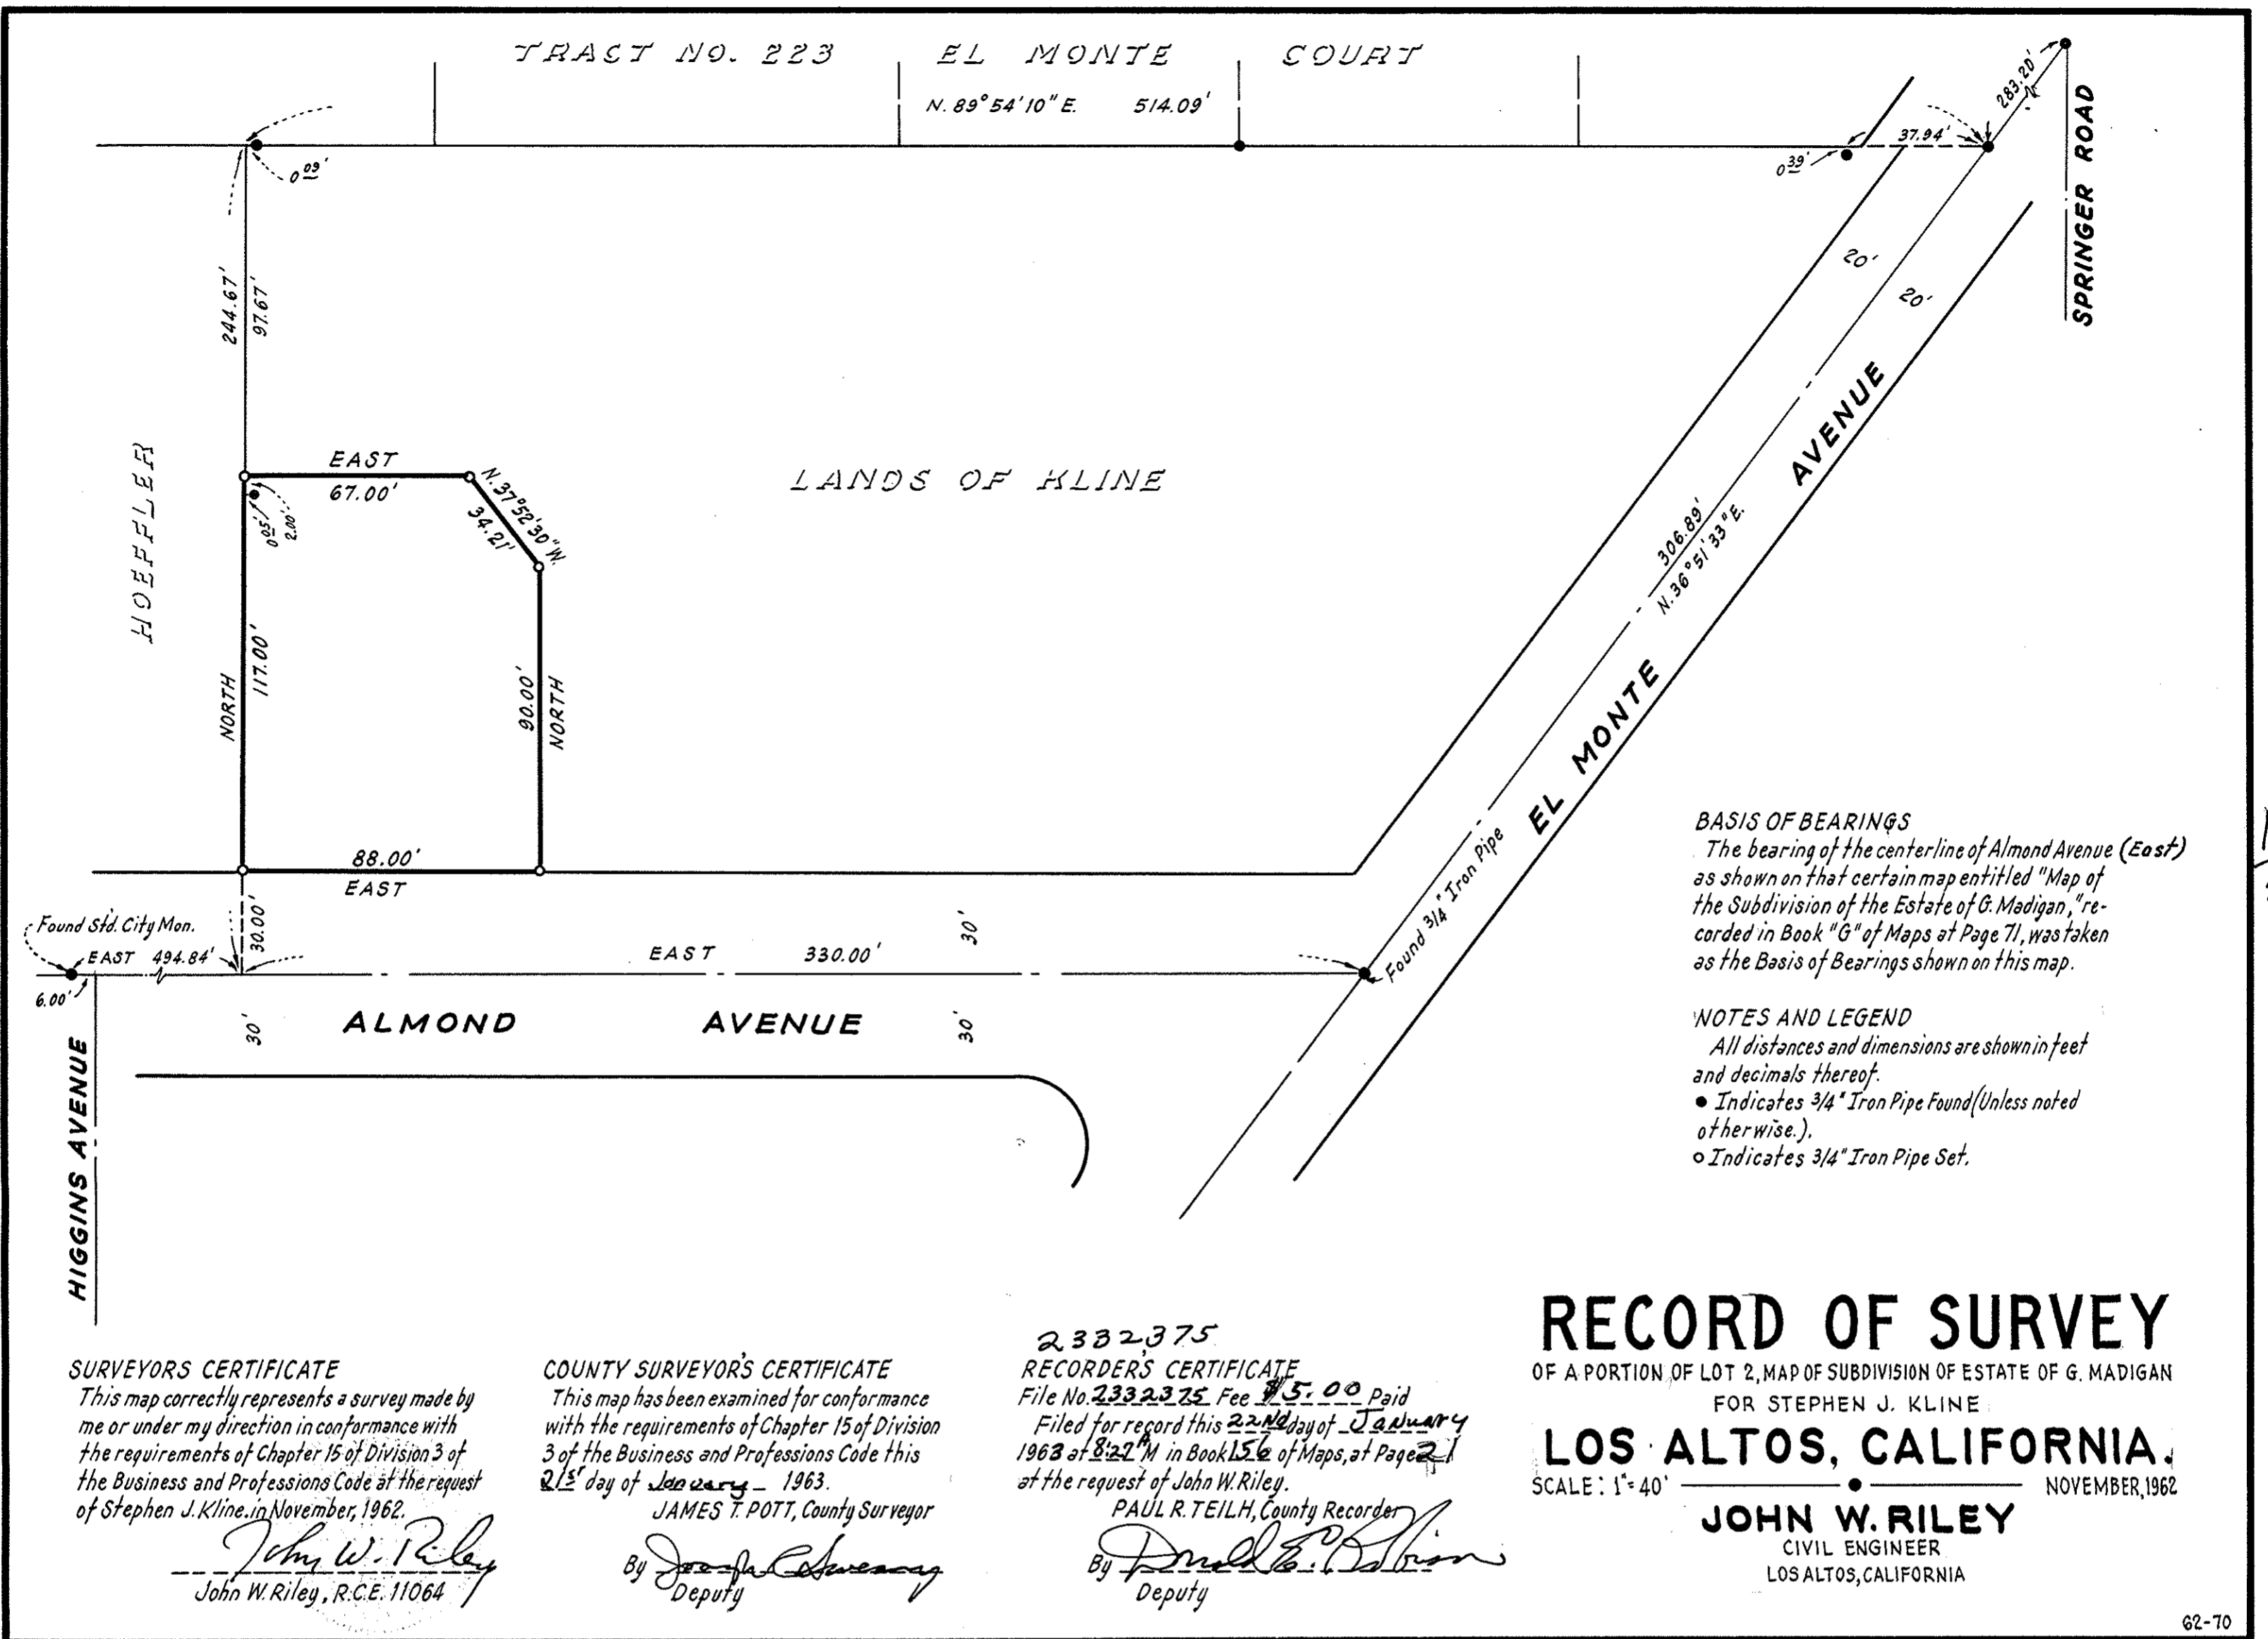 TRACT NO. 223 EL MONTE COURT
N. 89°54'10" E. 514.09'
283.20'
37.94'
0 39'
0 09'
SPRINGER ROAD
20'
20'
244.67'
97.67'
HOEFFLER
EAST
67.00'
N. 37°52'30" W.
34.21'
0 05'
2.00'
LANDS OF KLINE
306.89'
N. 36°51'33" E.
EL MONTE AVENUE
NORTH
117.00'
90.00'
NORTH
88.00'
EAST
Found 3/4" Iron Pipe
Found Std. City Mon.
EAST 494.84'
30.00'
EAST 330.00'
30'
6.00'
30'
ALMOND AVENUE
30'
HIGGINS AVENUE
BASIS OF BEARINGS
The bearing of the centerline of Almond Avenue (East)
as shown on that certain map entitled "Map of
the Subdivision of the Estate of G. Madigan," re-
corded in Book "G" of Maps at Page 71, was taken
as the Basis of Bearings shown on this map.
NOTES AND LEGEND
All distances and dimensions are shown in feet
and decimals thereof.
● Indicates 3/4" Iron Pipe Found (Unless noted
otherwise.).
○ Indicates 3/4" Iron Pipe Set.
SURVEYORS CERTIFICATE
This map correctly represents a survey made by
me or under my direction in conformance with
the requirements of Chapter 15 of Division 3 of
the Business and Professions Code at the request
of Stephen J. Kline. in November, 1962.
John W. Riley
John W. Riley, R.C.E. 11064
COUNTY SURVEYOR'S CERTIFICATE
This map has been examined for conformance
with the requirements of Chapter 15 of Division
3 of the Business and Professions Code this
21st day of January 1963.
JAMES T. POTT, County Surveyor
By
Deputy
2332375
RECORDER'S CERTIFICATE
File No. 2332375 Fee $5.00 Paid
Filed for record this 22nd day of January
1963 at 8:27 AM in Book 156 of Maps, at Page 21
at the request of John W. Riley.
PAUL R. TEILH, County Recorder
By
Deputy
RECORD OF SURVEY
OF A PORTION OF LOT 2, MAP OF SUBDIVISION OF ESTATE OF G. MADIGAN
FOR STEPHEN J. KLINE
LOS ALTOS, CALIFORNIA.
SCALE: 1"=40' NOVEMBER, 1962
JOHN W. RILEY
CIVIL ENGINEER
LOS ALTOS, CALIFORNIA
62-70